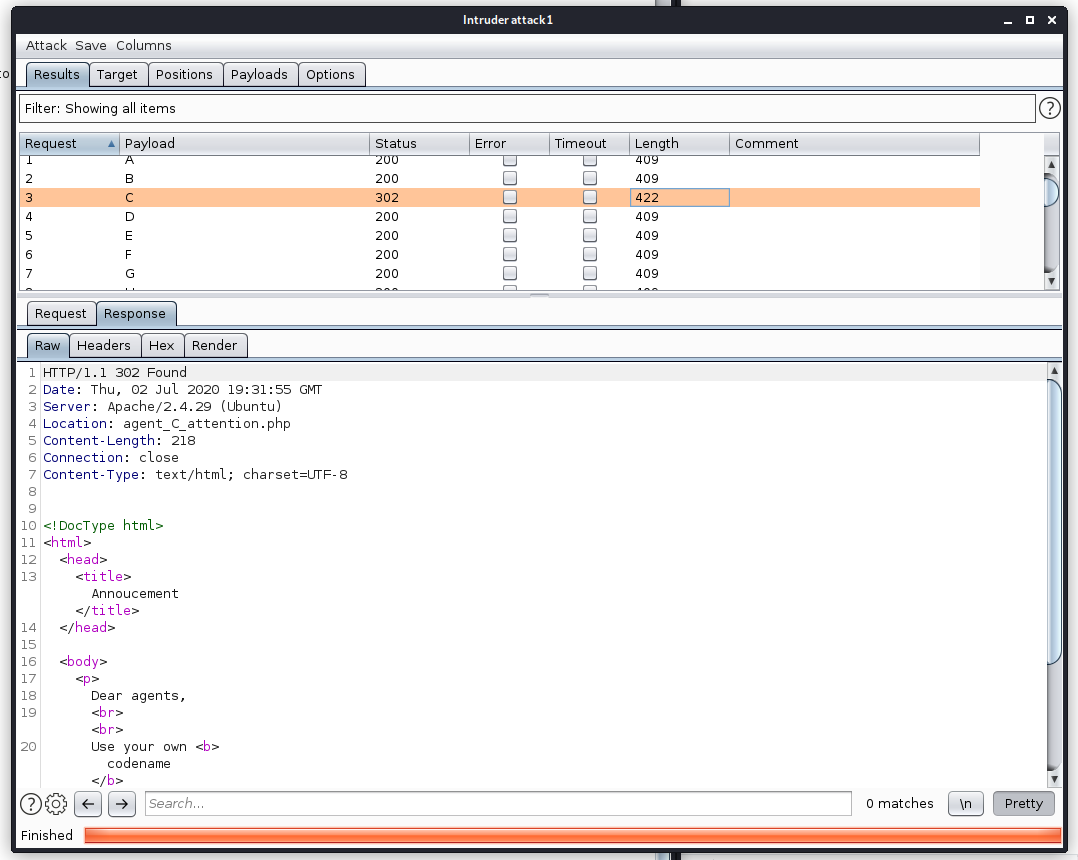 Intruder attack1
Attack Save Columns
to
Results Target Positions Payloads Options
Filter: Showing all items
?
Request Payload Status Error Timeout Length Comment
1 A 200 409
2 B 200 409
3 C 302 422
4 D 200 409
5 E 200 409
6 F 200 409
7 G 200 409
Request Response
Raw Headers Hex Render
1 HTTP/1.1 302 Found
2 Date: Thu, 02 Jul 2020 19:31:55 GMT
3 Server: Apache/2.4.29 (Ubuntu)
4 Location: agent_C_attention.php
5 Content-Length: 218
6 Connection: close
7 Content-Type: text/html; charset=UTF-8
8
9
10 <!DocType html>
11 <html>
12 <head>
13 <title>
Annoucement
</title>
14 </head>
15
16 <body>
17 <p>
18 Dear agents,
19 <br>
<br>
20 Use your own <b>
codename
</b>
? Search... 0 matches \n Pretty
Finished